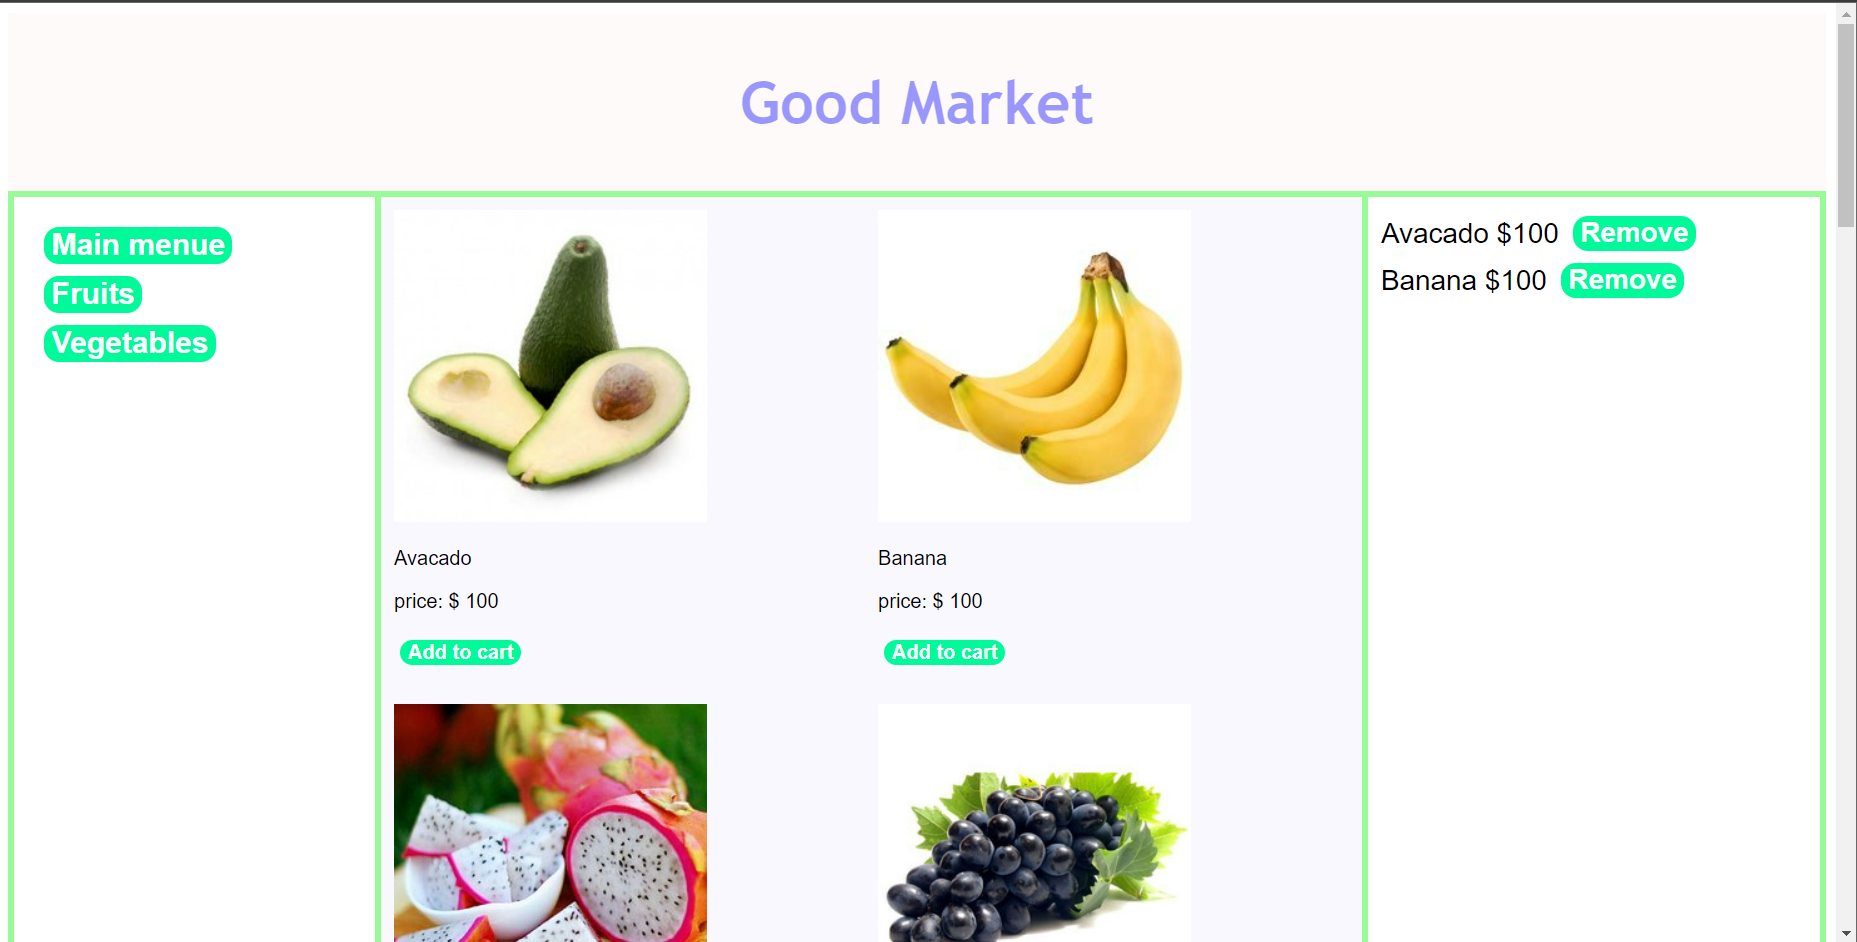 Good Market
Main menue
Fruits
Vegetables
Avacado
price: $ 100
Add to cart
Banana
price: $ 100
Add to cart
Avacado $100 Remove
Banana $100 Remove